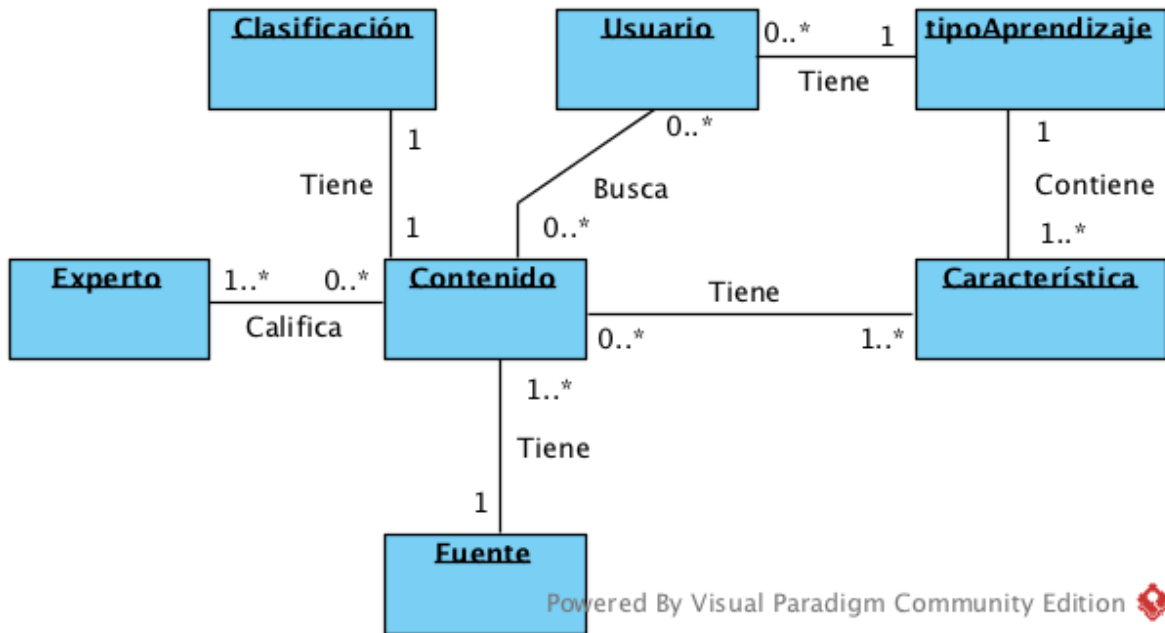 Clasificación
Usuario
0..*
1
tipoAprendizaje
Tiene
1
0..*
1
Tiene
Busca
Contiene
1
0..*
1..*
Experto
1..*
0..*
Contenido
Tiene
Característica
Califica
0..*
1..*
1..*
Tiene
1
Fuente
Powered By Visual Paradigm Community Edition